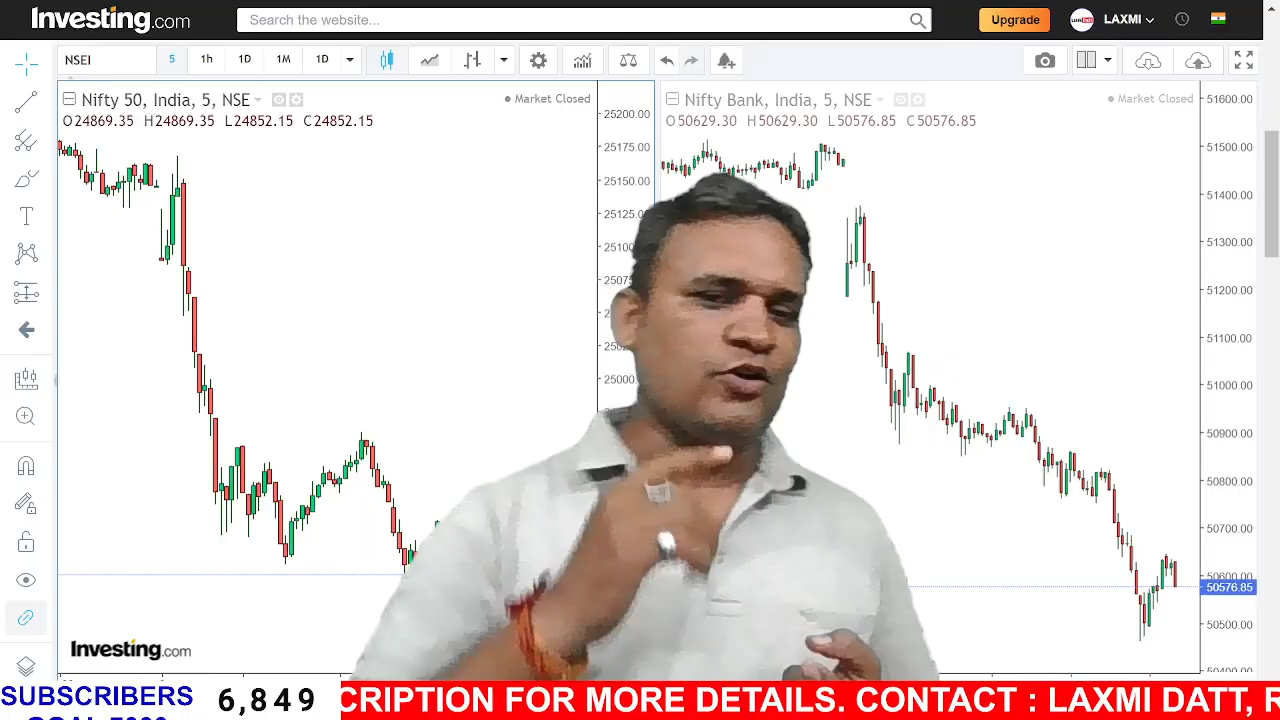 Investing.com
Search the website...
Upgrade
LAXMI
NSEI
5 1h 1D 1M 1D
Nifty 50, India, 5, NSE
Market Closed
O24869.35 H24869.35 L24852.15 C24852.15
25200.00
25175.00
25150.00
25000
Nifty Bank, India, 5, NSE
Market Closed
O50629.30 H50629.30 L50576.85 C50576.85
51600.00
51500.00
51400.00
51300.00
51200.00
51100.00
51000.00
50900.00
50800.00
50700.00
50600.00
50576.85
50500.00
Investing.com
SUBSCRIBERS
6,849
CRIPTION FOR MORE DETAILS. CONTACT : LAXMI DATT, R